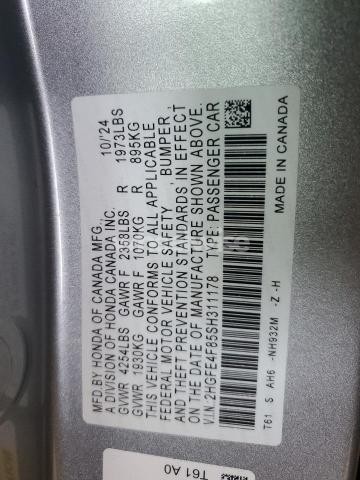 MFD.BY HONDA OF CANADA MFG., 10/'24
A DIVISION OF HONDA CANADA INC.
GVWR 4254LBS GAWR F 2358LBS R 1973LBS
GVWR 1930KG GAWR F 1070KG R 895KG
THIS VEHICLE CONFORMS TO ALL APPLICABLE
FEDERAL MOTOR VEHICLE SAFETY BUMPER,
AND THEFT PREVENTION STANDARDS, IN EFFECT
ON THE DATE OF MANUFACTURE SHOWN ABOVE.
V.I.N.:2HGFE4F85SH311178 TYPE: PASSENGER CAR
T61 S AH6 -NH932M -Z -H MADE IN CANADA
T61 A0